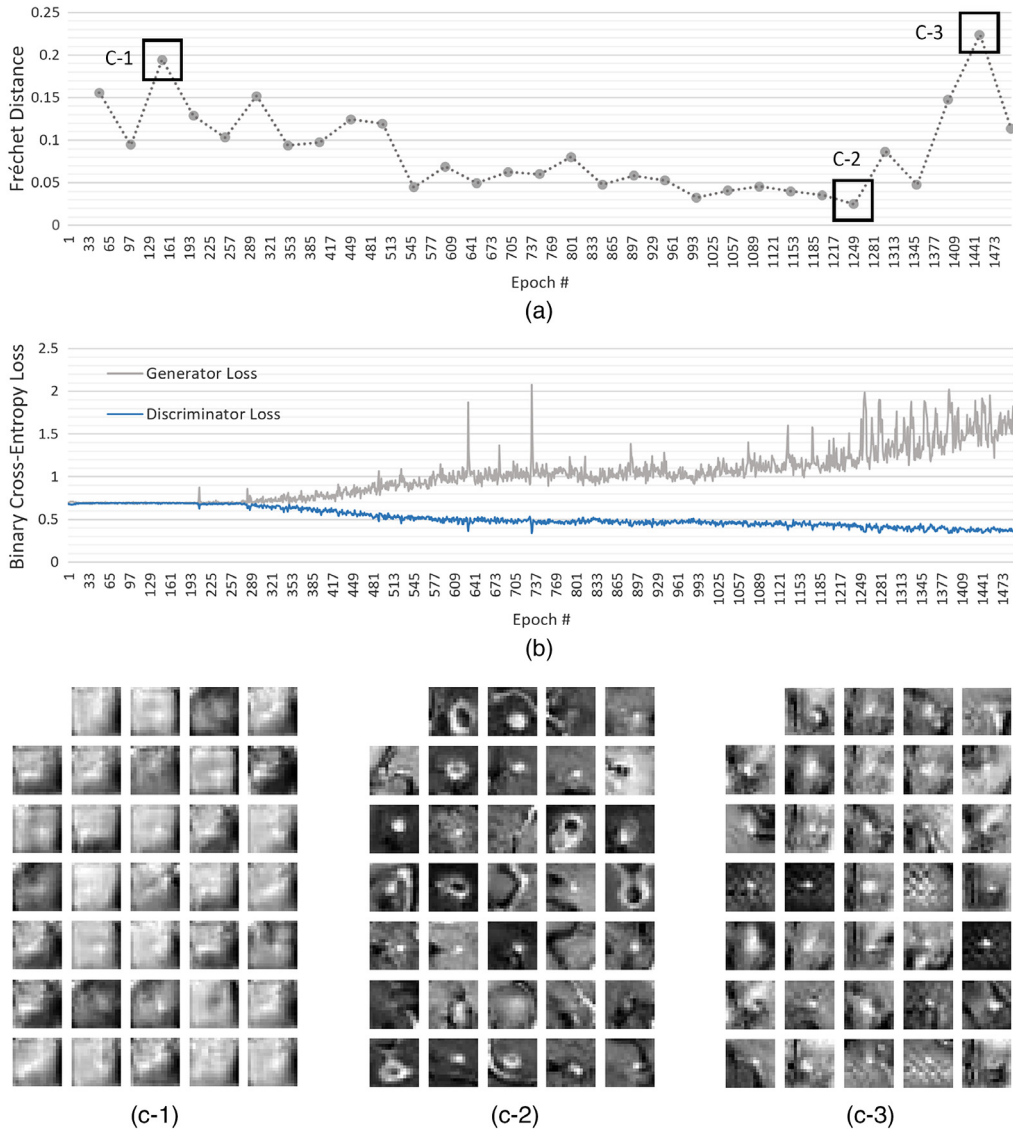 0.25
0.2
0.15
0.1
0.05
0
Fréchet Distance
C-1
C-2
C-3
1 33 65 97 129 161 193 225 257 289 321 353 385 417 449 481 513 545 577 609 641 673 705 737 769 801 833 865 897 929 961 993 1025 1057 1089 1121 1153 1185 1217 1249 1281 1313 1345 1377 1409 1441 1473
Epoch #
(a)
2.5
2
1.5
1
0.5
0
Binary Cross-Entropy Loss
Generator Loss
Discriminator Loss
1 33 65 97 129 161 193 225 257 289 321 353 385 417 449 481 513 545 577 609 641 673 705 737 769 801 833 865 897 929 961 993 1025 1057 1089 1121 1153 1185 1217 1249 1281 1313 1345 1377 1409 1441 1473
Epoch #
(b)
(c-1)
(c-2)
(c-3)